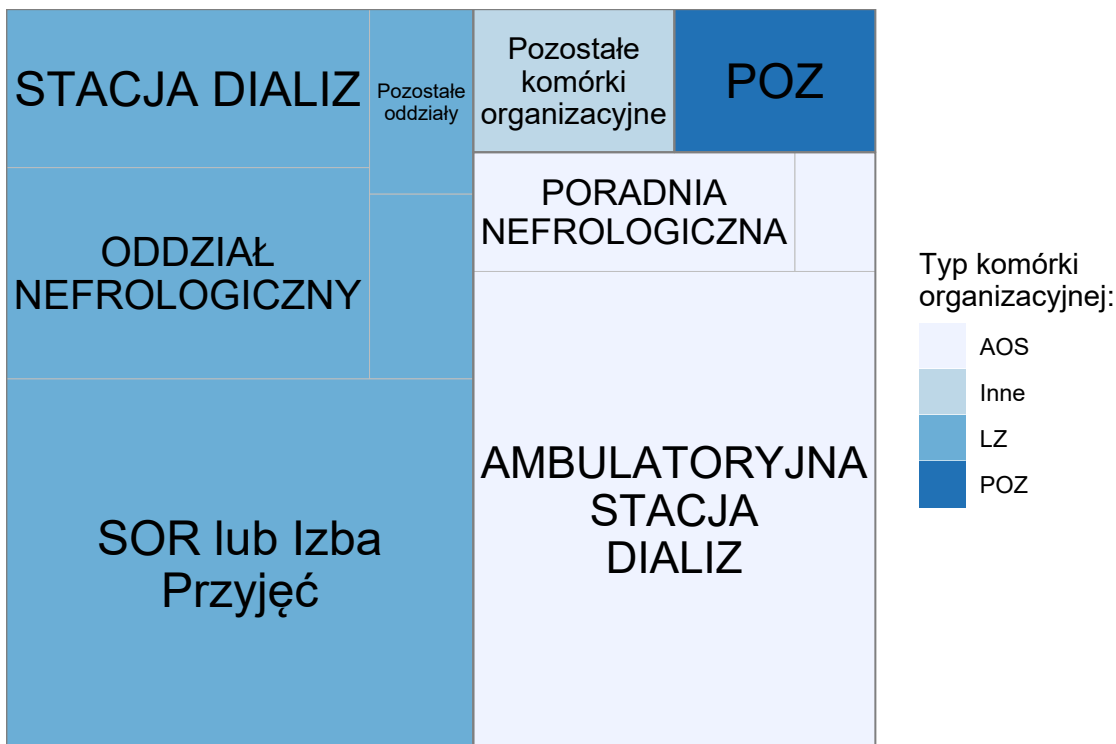 STACJA DIALIZ
Pozostałe
oddziały
Pozostałe
komórki
organizacyjne
POZ
ODDZIAŁ
NEFROLOGICZNY
PORADNIA
NEFROLOGICZNA
SOR lub Izba
Przyjęć
AMBULATORYJNA
STACJA
DIALIZ
Typ komórki
organizacyjnej:
AOS
Inne
LZ
POZ